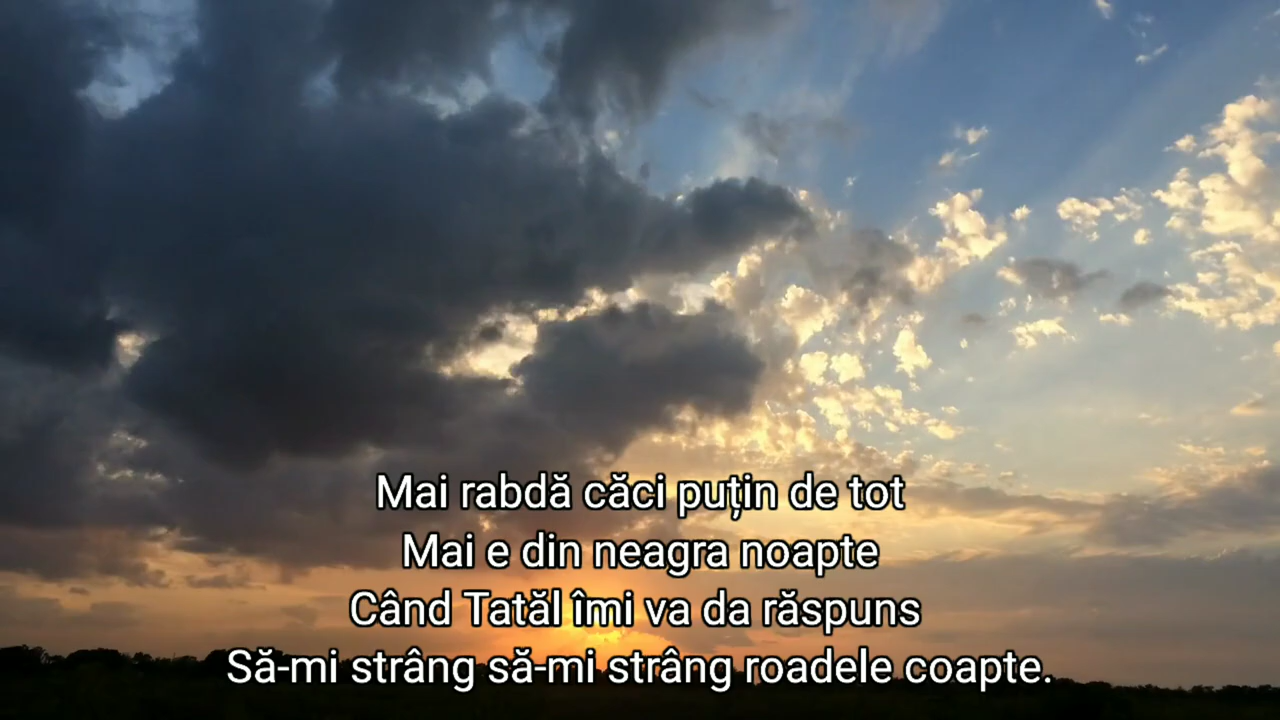 Mai rabdă căci puțin de tot
Mai e din neagra noapte
Când Tatăl îmi va da răspuns
Să-mi strâng să-mi strâng roadele coapte.